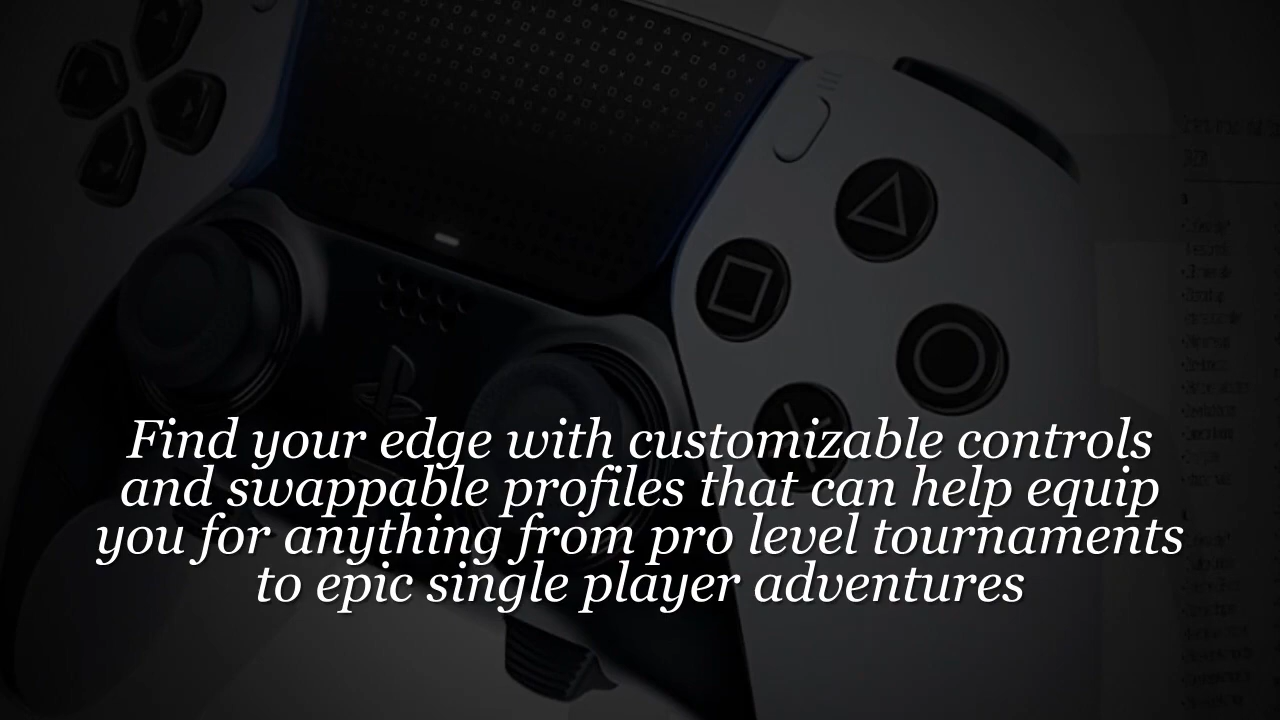 Find your edge with customizable controls
and swappable profiles that can help equip
you for anything from pro level tournaments
to epic single player adventures